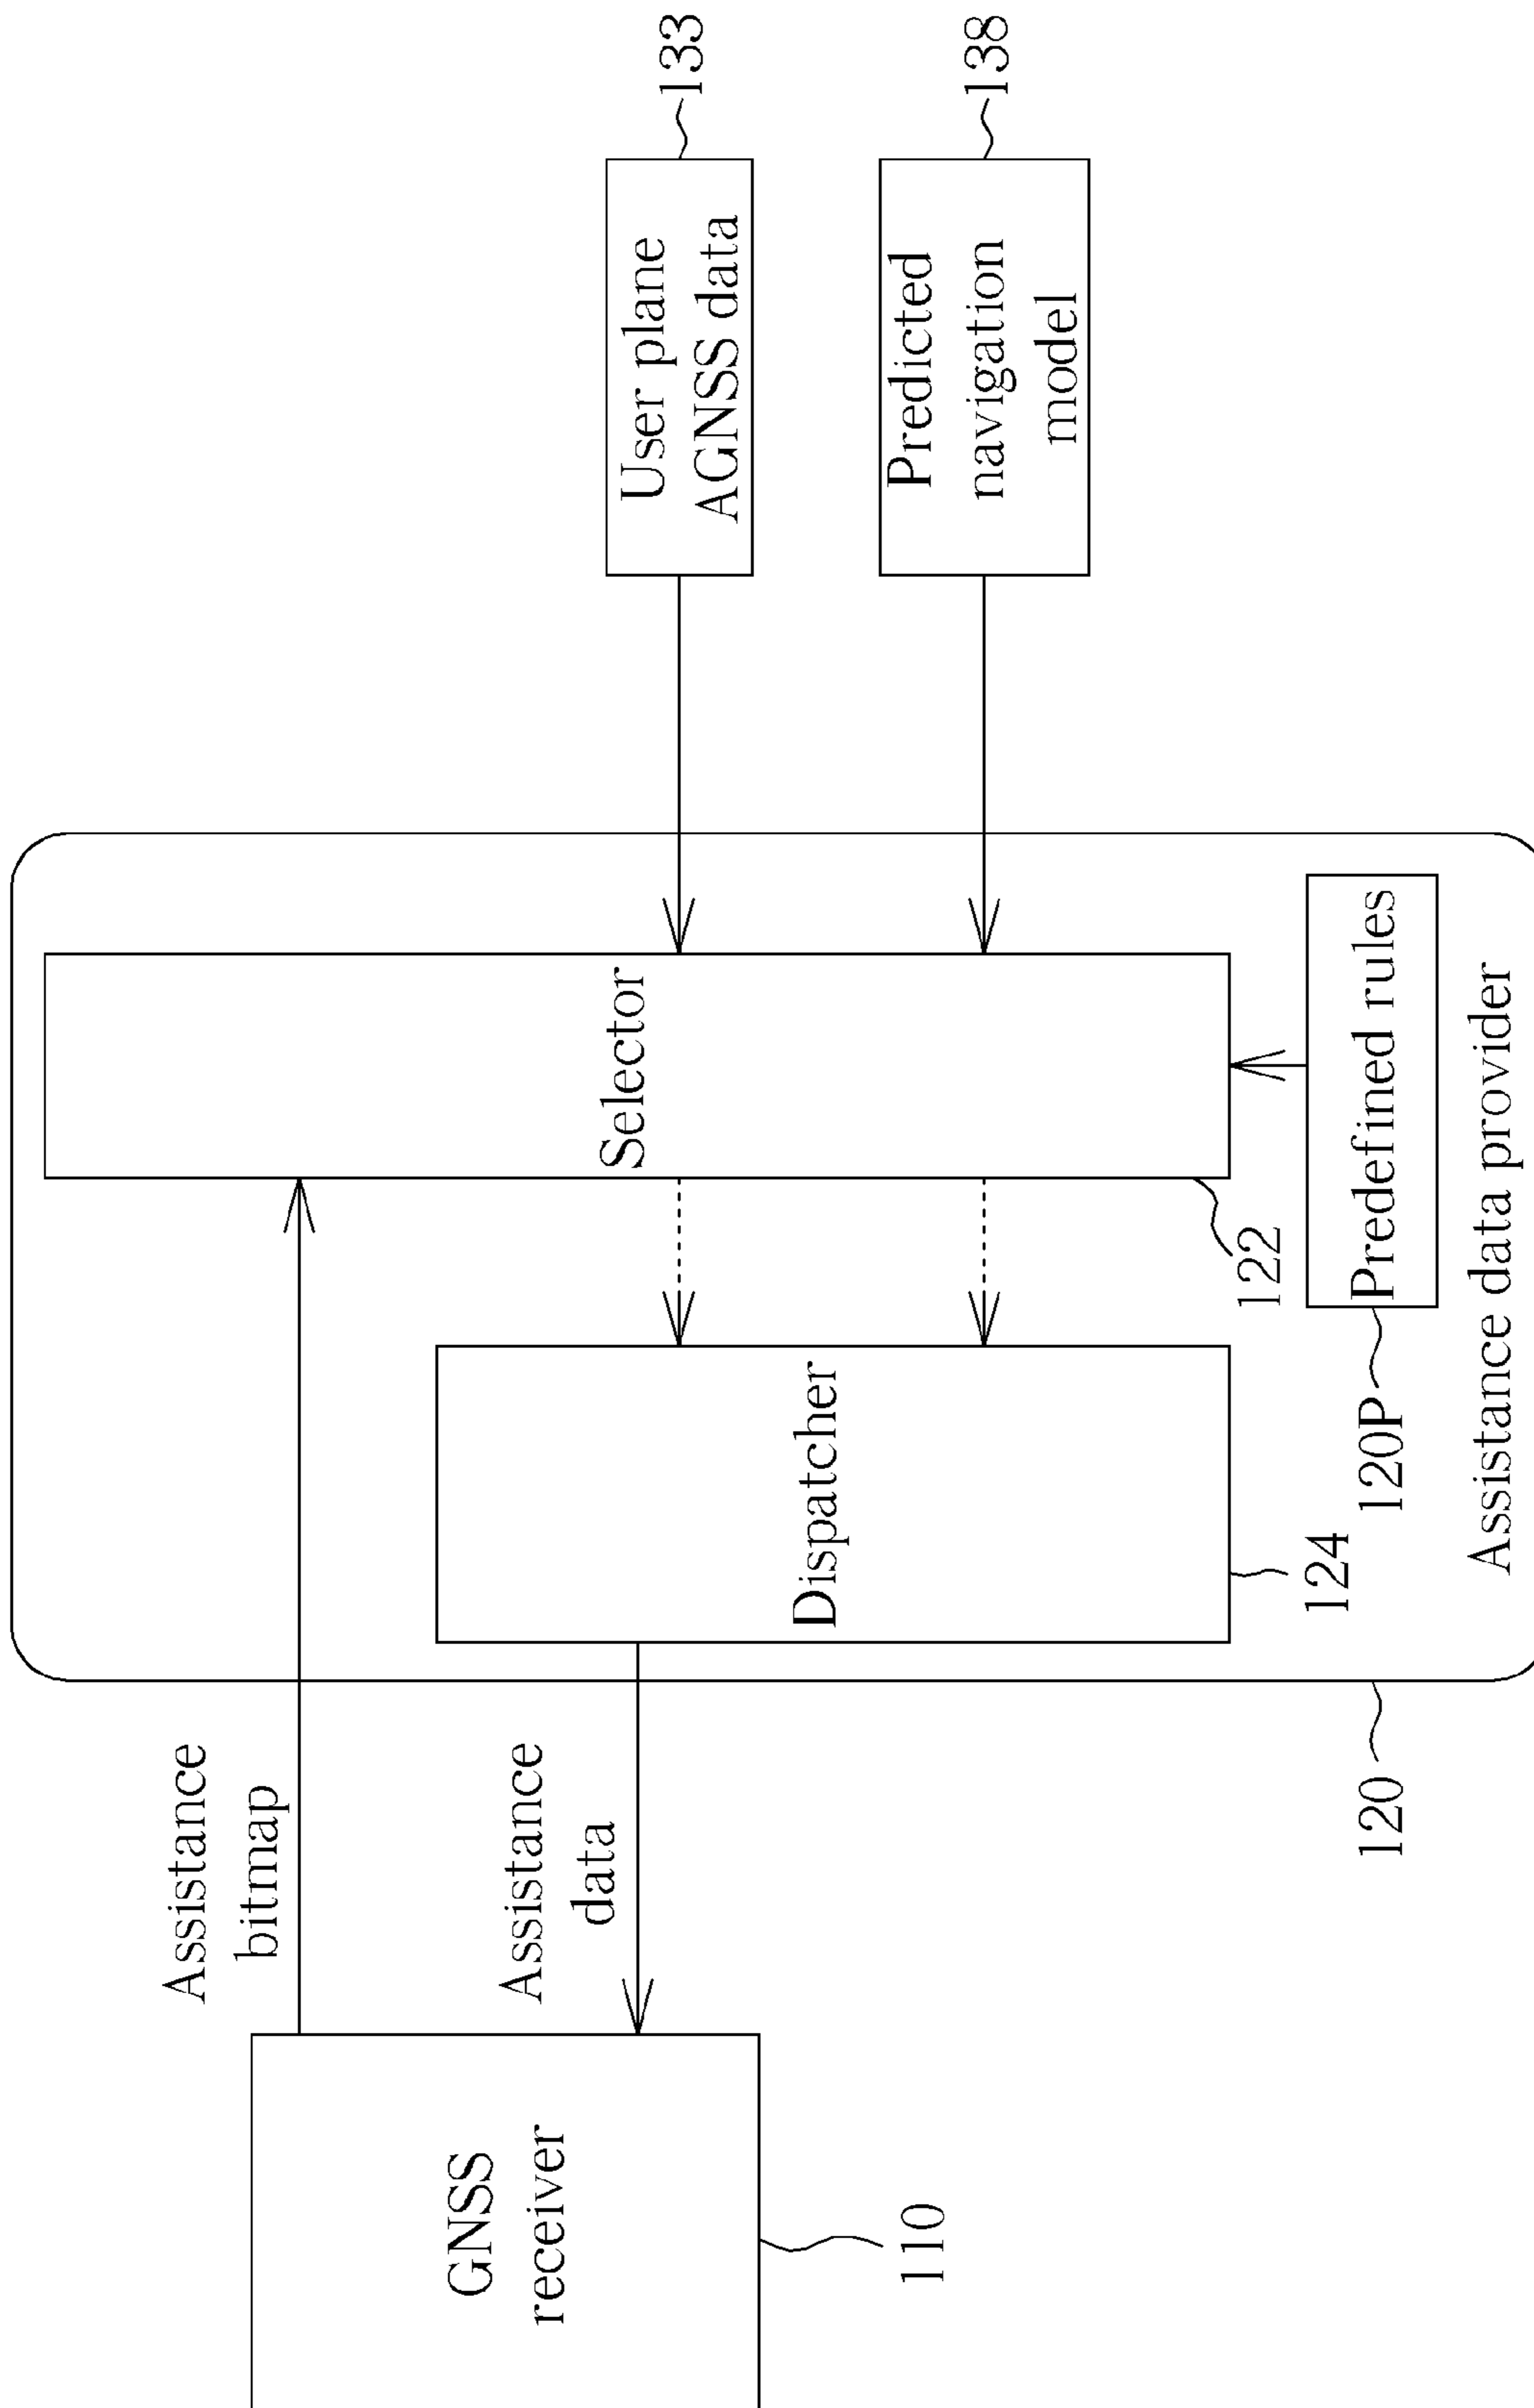 GNSS
receiver
110
Assistance
bitmap
Assistance
data
120
Dispatcher
124
Selector
122
Predefined rules
120P
Assistance data provider
User plane
AGNSS data
133
Predicted
navigation
model
138